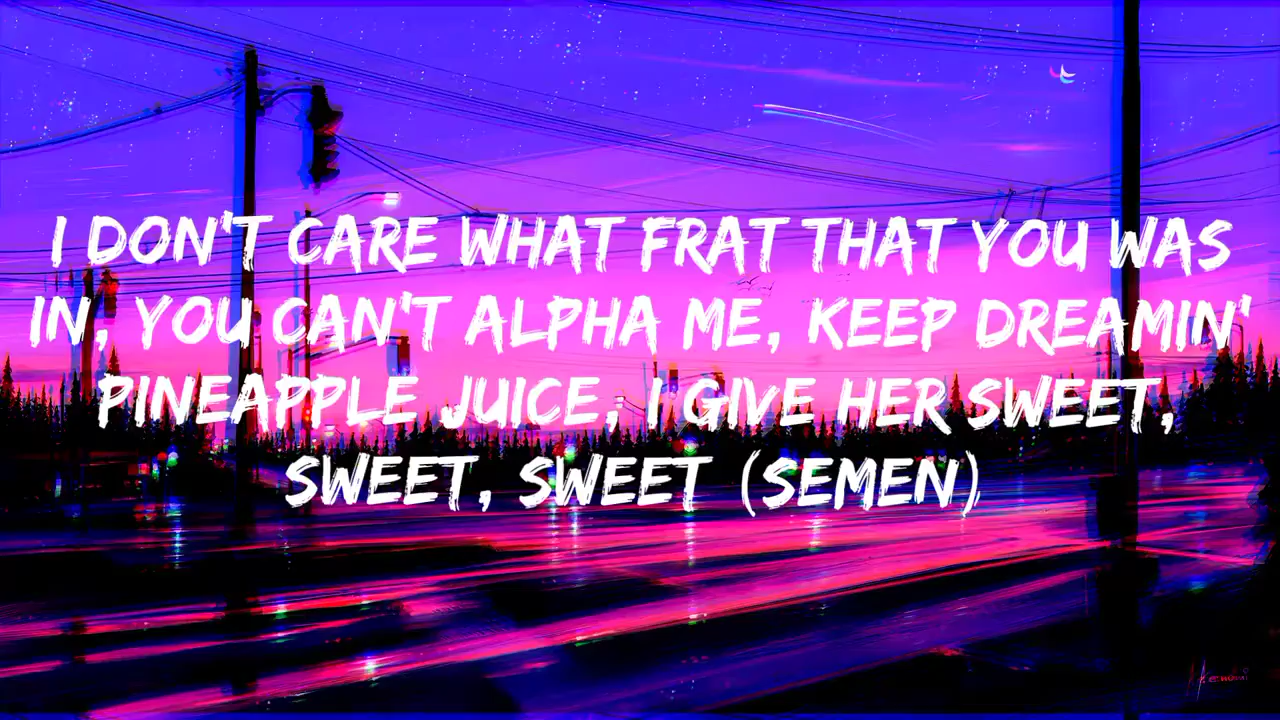 I DON'T CARE WHAT FRAT THAT YOU WAS
IN, YOU CAN'T ALPHA ME, KEEP DREAMIN'
PINEAPPLE JUICE, I GIVE HER SWEET,
SWEET, SWEET (SEMEN)